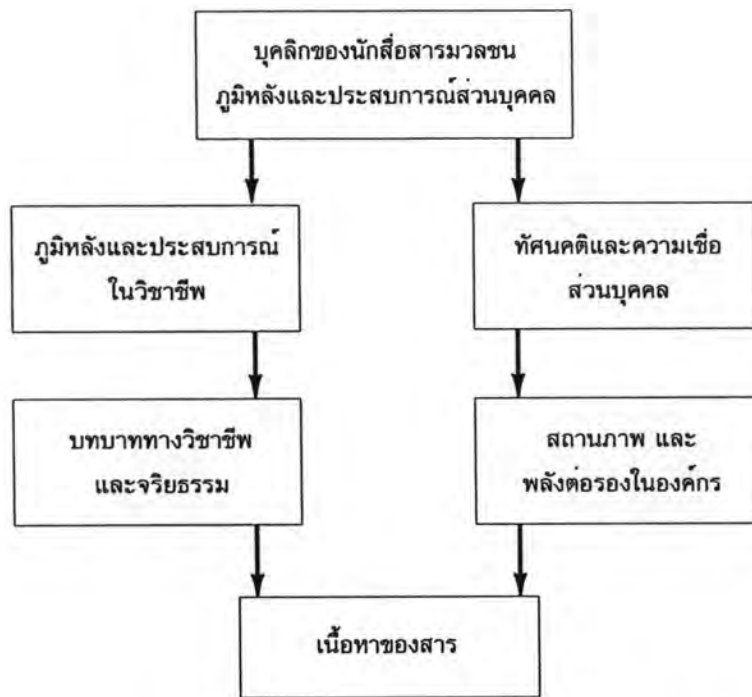 บุคลิกของนักสื่อสารมวลชน
ภูมิหลังและประสบการณ์ส่วนบุคคล
ภูมิหลังและประสบการณ์
ในวิชาชีพ
ทัศนคติและความเชื่อ
ส่วนบุคคล
บทบาททางวิชาชีพ
และจริยธรรม
สถานภาพ และ
พลังต่อรองในองค์กร
เนื้อหาของสาร